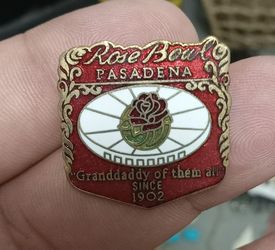 Rose Bowl
PASADENA
"Granddaddy of them all"
SINCE
1902